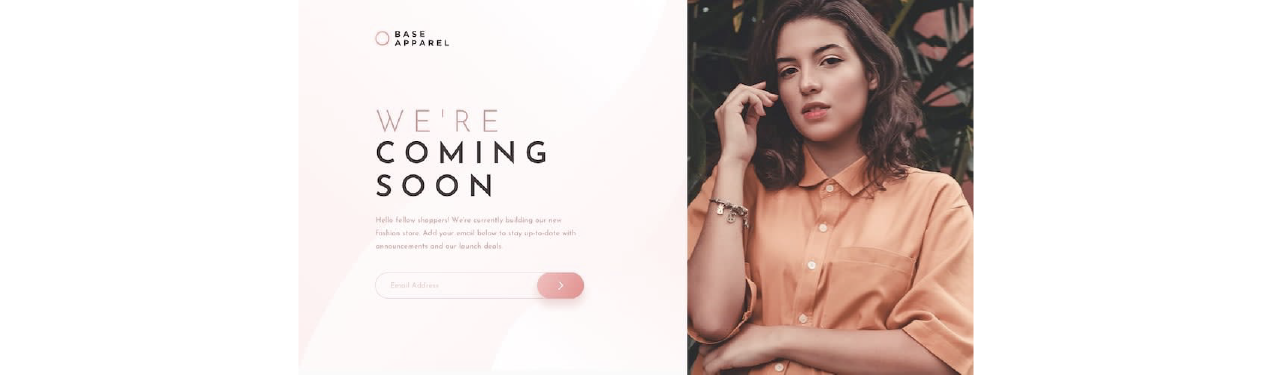 BASE
APPAREL
WE'RE
COMING
SOON
Hello fellow shoppers! We're currently building our new
fashion store. Add your email below to stay up-to-date with
announcements and our launch deals.
Email Address